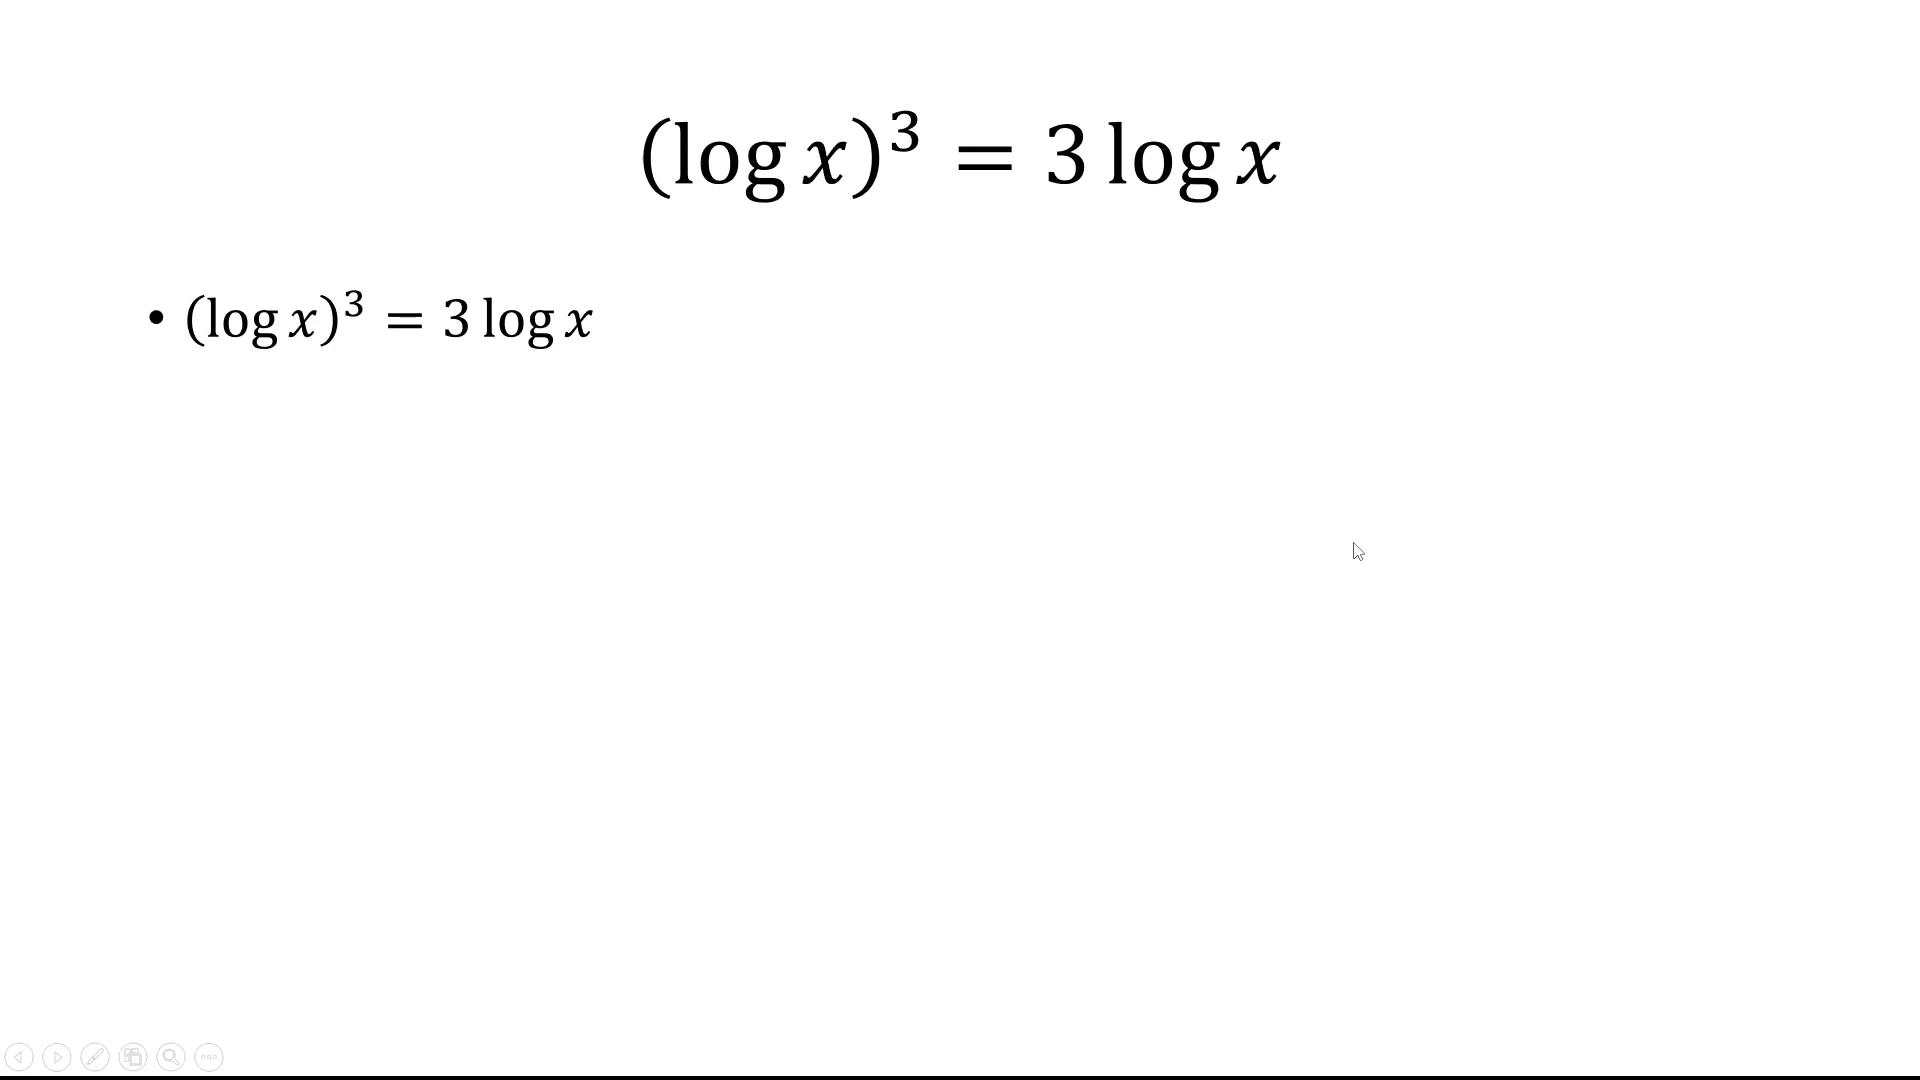 (log x)³ = 3 log x
• (log x)³ = 3 log x